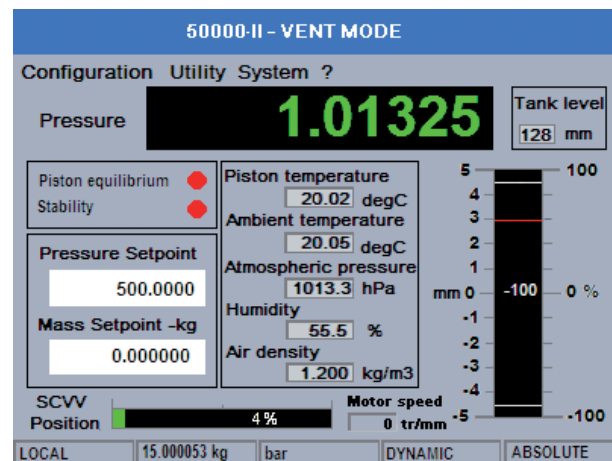 50000-II - VENT MODE
Configuration Utility System ?
Pressure
1.01325
Tank level
128 mm
Piston equilibrium
Stability
Pressure Setpoint
500.0000
Mass Setpoint -kg
0.000000
Piston temperature
20.02 degC
Ambient temperature
20.05 degC
Atmospheric pressure
1013.3 hPa
Humidity
55.5 %
Air density
1.200 kg/m3
5 100
4
3
2
1
mm 0 -100 0 %
-1
-2
-3
-4
-5 -100
SCVV
Position
4 %
Motor speed
0 tr/mm
LOCAL 15.000053 kg bar DYNAMIC ABSOLUTE